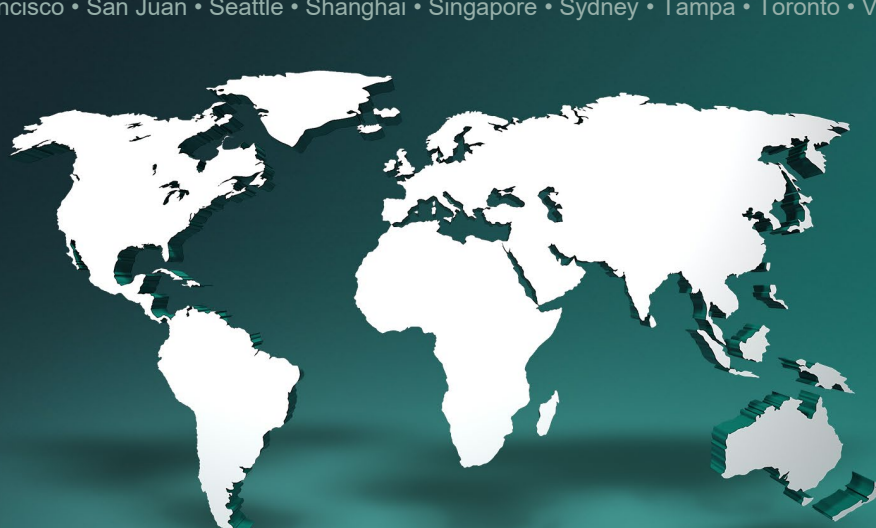 ncisco • San Juan • Seattle • Shanghai • Singapore • Sydney • Tampa • Toronto • V